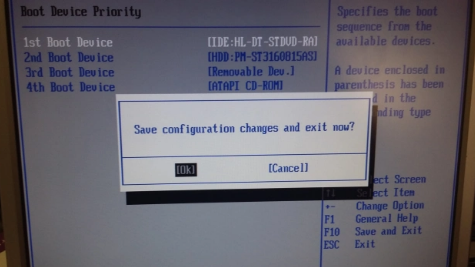 Boot Device Priority
1st Boot Device [IDE:HL-DT-STDVD-RA]
2nd Boot Device [HDD:PM-ST3160815AS]
3rd Boot Device [Removable Dev.]
4th Boot Device [ATAPI CD-ROM]
Specifies the boot
sequence from the
available devices.
A device enclosed in
parenthesis has been
in the
type
Save configuration changes and exit now?
[Ok] [Cancel]
Screen
Select Item
+- Change Option
F1 General Help
F10 Save and Exit
ESC Exit